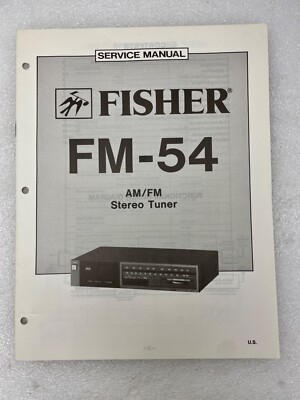 SERVICE MANUAL
FISHER®
FM-54
AM/FM
Stereo Tuner
U.S.